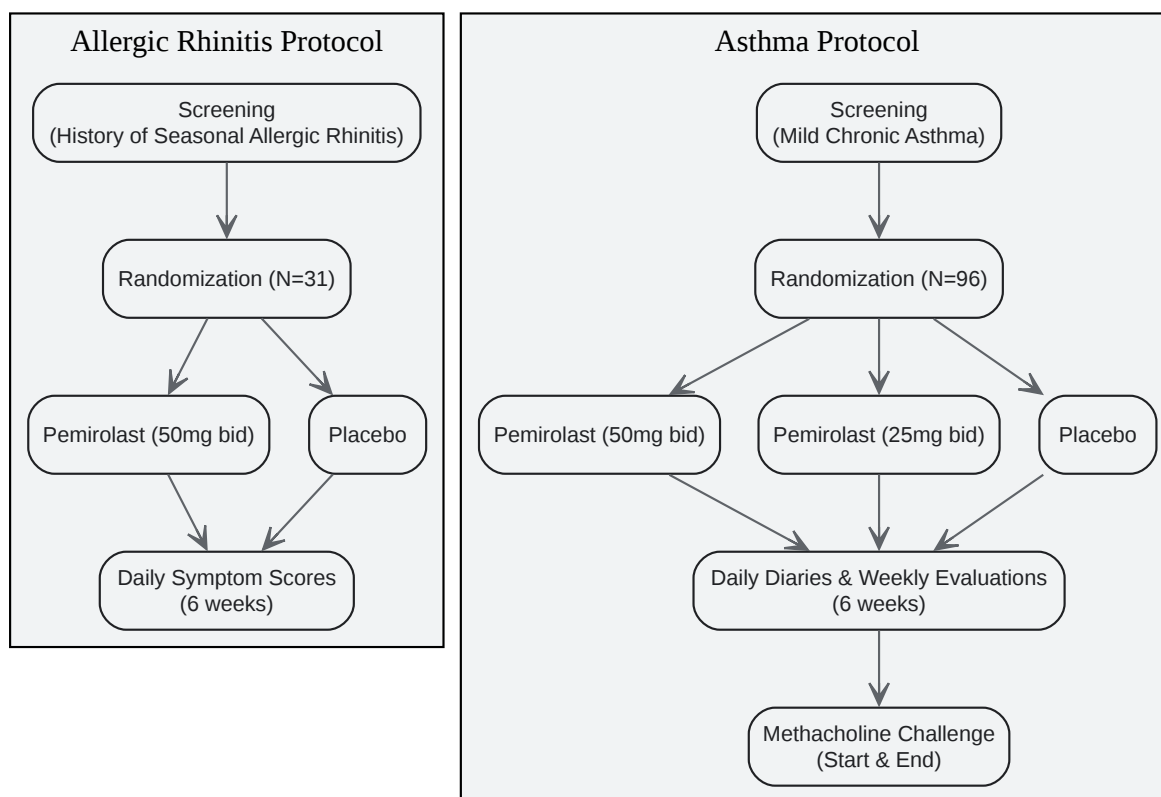 Allergic Rhinitis Protocol
Screening
(History of Seasonal Allergic Rhinitis)
Randomization (N=31)
Pemirolast (50mg bid)
Placebo
Daily Symptom Scores
(6 weeks)
Asthma Protocol
Screening
(Mild Chronic Asthma)
Randomization (N=96)
Pemirolast (50mg bid)
Pemirolast (25mg bid)
Placebo
Daily Diaries & Weekly Evaluations
(6 weeks)
Methacholine Challenge
(Start & End)